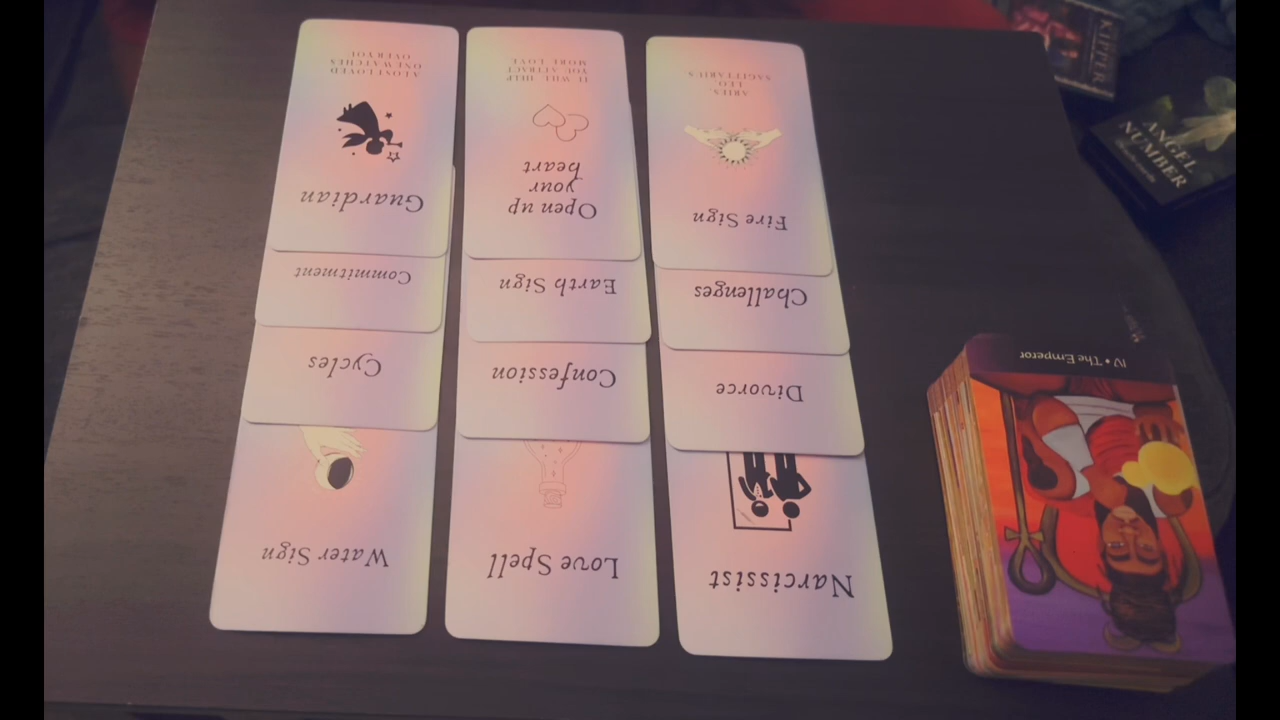 Narcissist
Divorce
Challenges
Fire Sign
ARIES,
LEO,
SAGITTARIUS
Love Spell
Confession
Earth Sign
Open up
your
heart
IT WILL HELP
YOU ATTRACT
MORE LOVE
Water Sign
Cycles
Commitment
Guardian
A LOST LOVED
ONE WATCHES
OVER YOU
IV • The Emperor
KIPPER
ANGEL
NUMBER